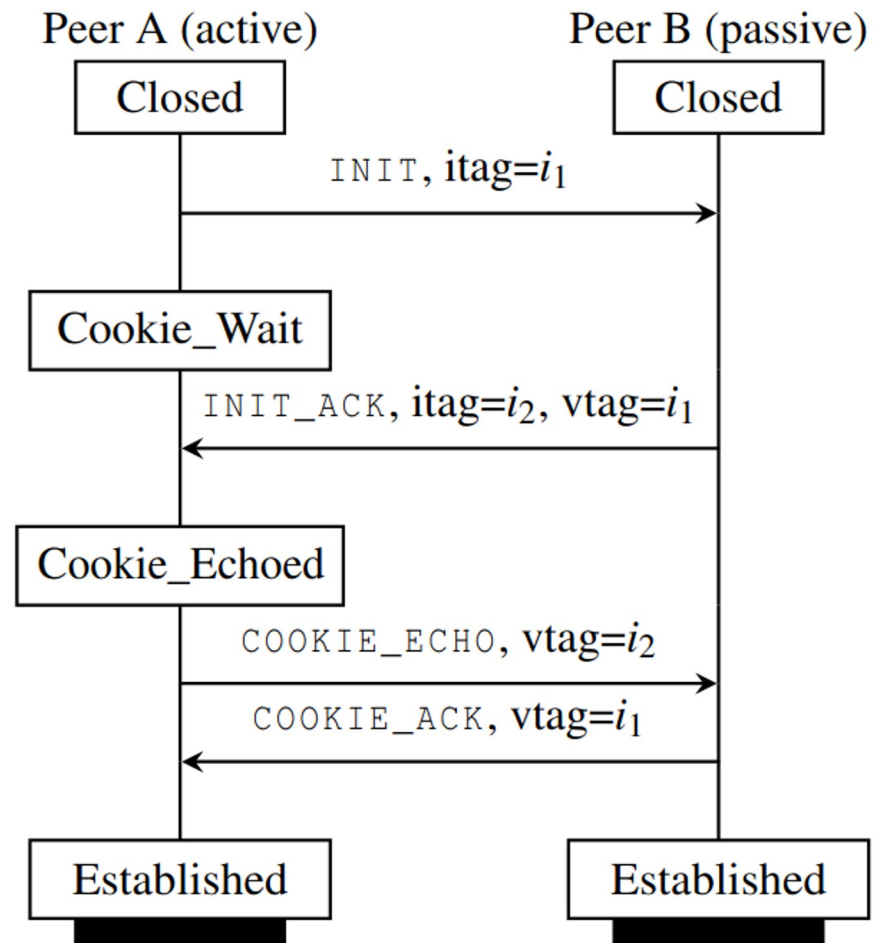 Peer A (active) Peer B (passive)
Closed Closed
INIT, itag=i₁
Cookie_Wait
INIT_ACK, itag=i₂, vtag=i₁
Cookie_Echoed
COOKIE_ECHO, vtag=i₂
COOKIE_ACK, vtag=i₁
Established Established